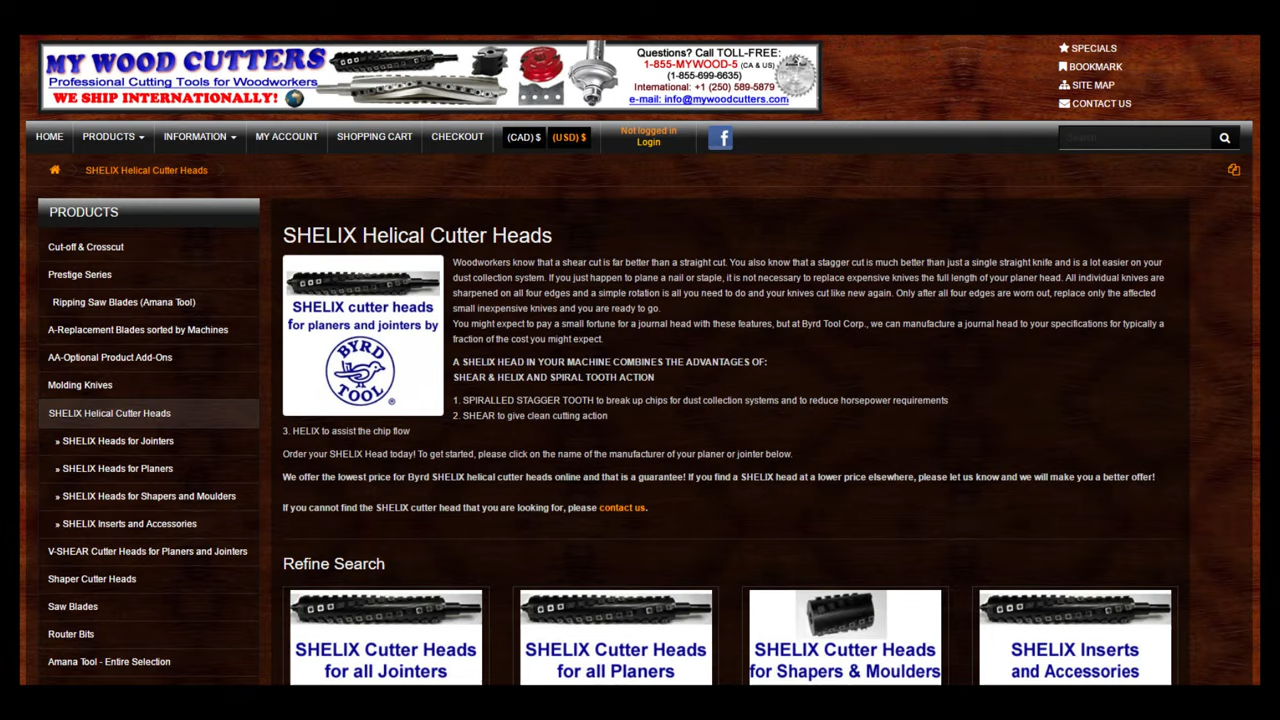 MY WOOD CUTTERS
Professional Cutting Tools for Woodworkers
WE SHIP INTERNATIONALLY!
Questions? Call TOLL-FREE:
1-855-MYWOOD-5 (CA & US)
(1-855-699-6635)
International: +1 (250) 589-5879
e-mail: info@mywoodcutters.com
SPECIALS
BOOKMARK
SITE MAP
CONTACT US
HOME
PRODUCTS
INFORMATION
MY ACCOUNT
SHOPPING CART
CHECKOUT
(CAD) $
(USD) $
Not logged in
Login
f
Search
SHELIX Helical Cutter Heads
PRODUCTS
Cut-off & Crosscut
Prestige Series
Ripping Saw Blades (Amana Tool)
A-Replacement Blades sorted by Machines
AA-Optional Product Add-Ons
Molding Knives
SHELIX Helical Cutter Heads
» SHELIX Heads for Jointers
» SHELIX Heads for Planers
» SHELIX Heads for Shapers and Moulders
» SHELIX Inserts and Accessories
V-SHEAR Cutter Heads for Planers and Jointers
Shaper Cutter Heads
Saw Blades
Router Bits
Amana Tool - Entire Selection
SHELIX Helical Cutter Heads
SHELIX cutter heads
for planers and jointers by
BYRD
TOOL
®
Woodworkers know that a shear cut is far better than a straight cut. You also know that a stagger cut is much better than just a single straight knife and is a lot easier on your
dust collection system. If you just happen to plane a nail or staple, it is not necessary to replace expensive knives the full length of your planer head. All individual knives are
sharpened on all four edges and a simple rotation is all you need to do and your knives cut like new again. Only after all four edges are worn out, replace only the affected
small inexpensive knives and you are ready to go.
You might expect to pay a small fortune for a journal head with these features, but at Byrd Tool Corp., we can manufacture a journal head to your specifications for typically a
fraction of the cost you might expect.
A SHELIX HEAD IN YOUR MACHINE COMBINES THE ADVANTAGES OF:
SHEAR & HELIX AND SPIRAL TOOTH ACTION
1. SPIRALLED STAGGER TOOTH to break up chips for dust collection systems and to reduce horsepower requirements
2. SHEAR to give clean cutting action
3. HELIX to assist the chip flow
Order your SHELIX Head today! To get started, please click on the name of the manufacturer of your planer or jointer below.
We offer the lowest price for Byrd SHELIX helical cutter heads online and that is a guarantee! If you find a SHELIX head at a lower price elsewhere, please let us know and we will make you a better offer!
If you cannot find the SHELIX cutter head that you are looking for, please contact us.
Refine Search
SHELIX Cutter Heads
for all Jointers
SHELIX Cutter Heads
for all Planers
SHELIX Cutter Heads
for Shapers & Moulders
SHELIX Inserts
and Accessories